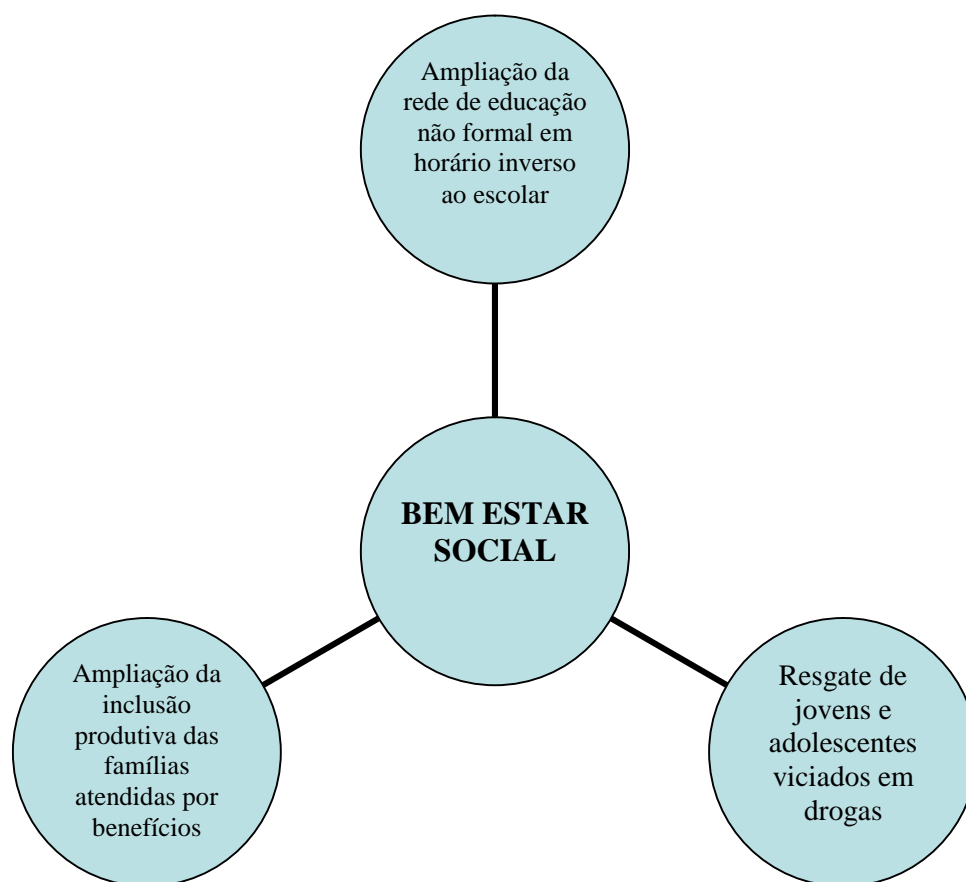 Ampliação da
rede de educação
não formal em
horário inverso
ao escolar
BEM ESTAR
SOCIAL
Ampliação da
inclusão
produtiva das
famílias
atendidas por
benefícios
Resgate de
jovens e
adolescentes
viciados em
drogas